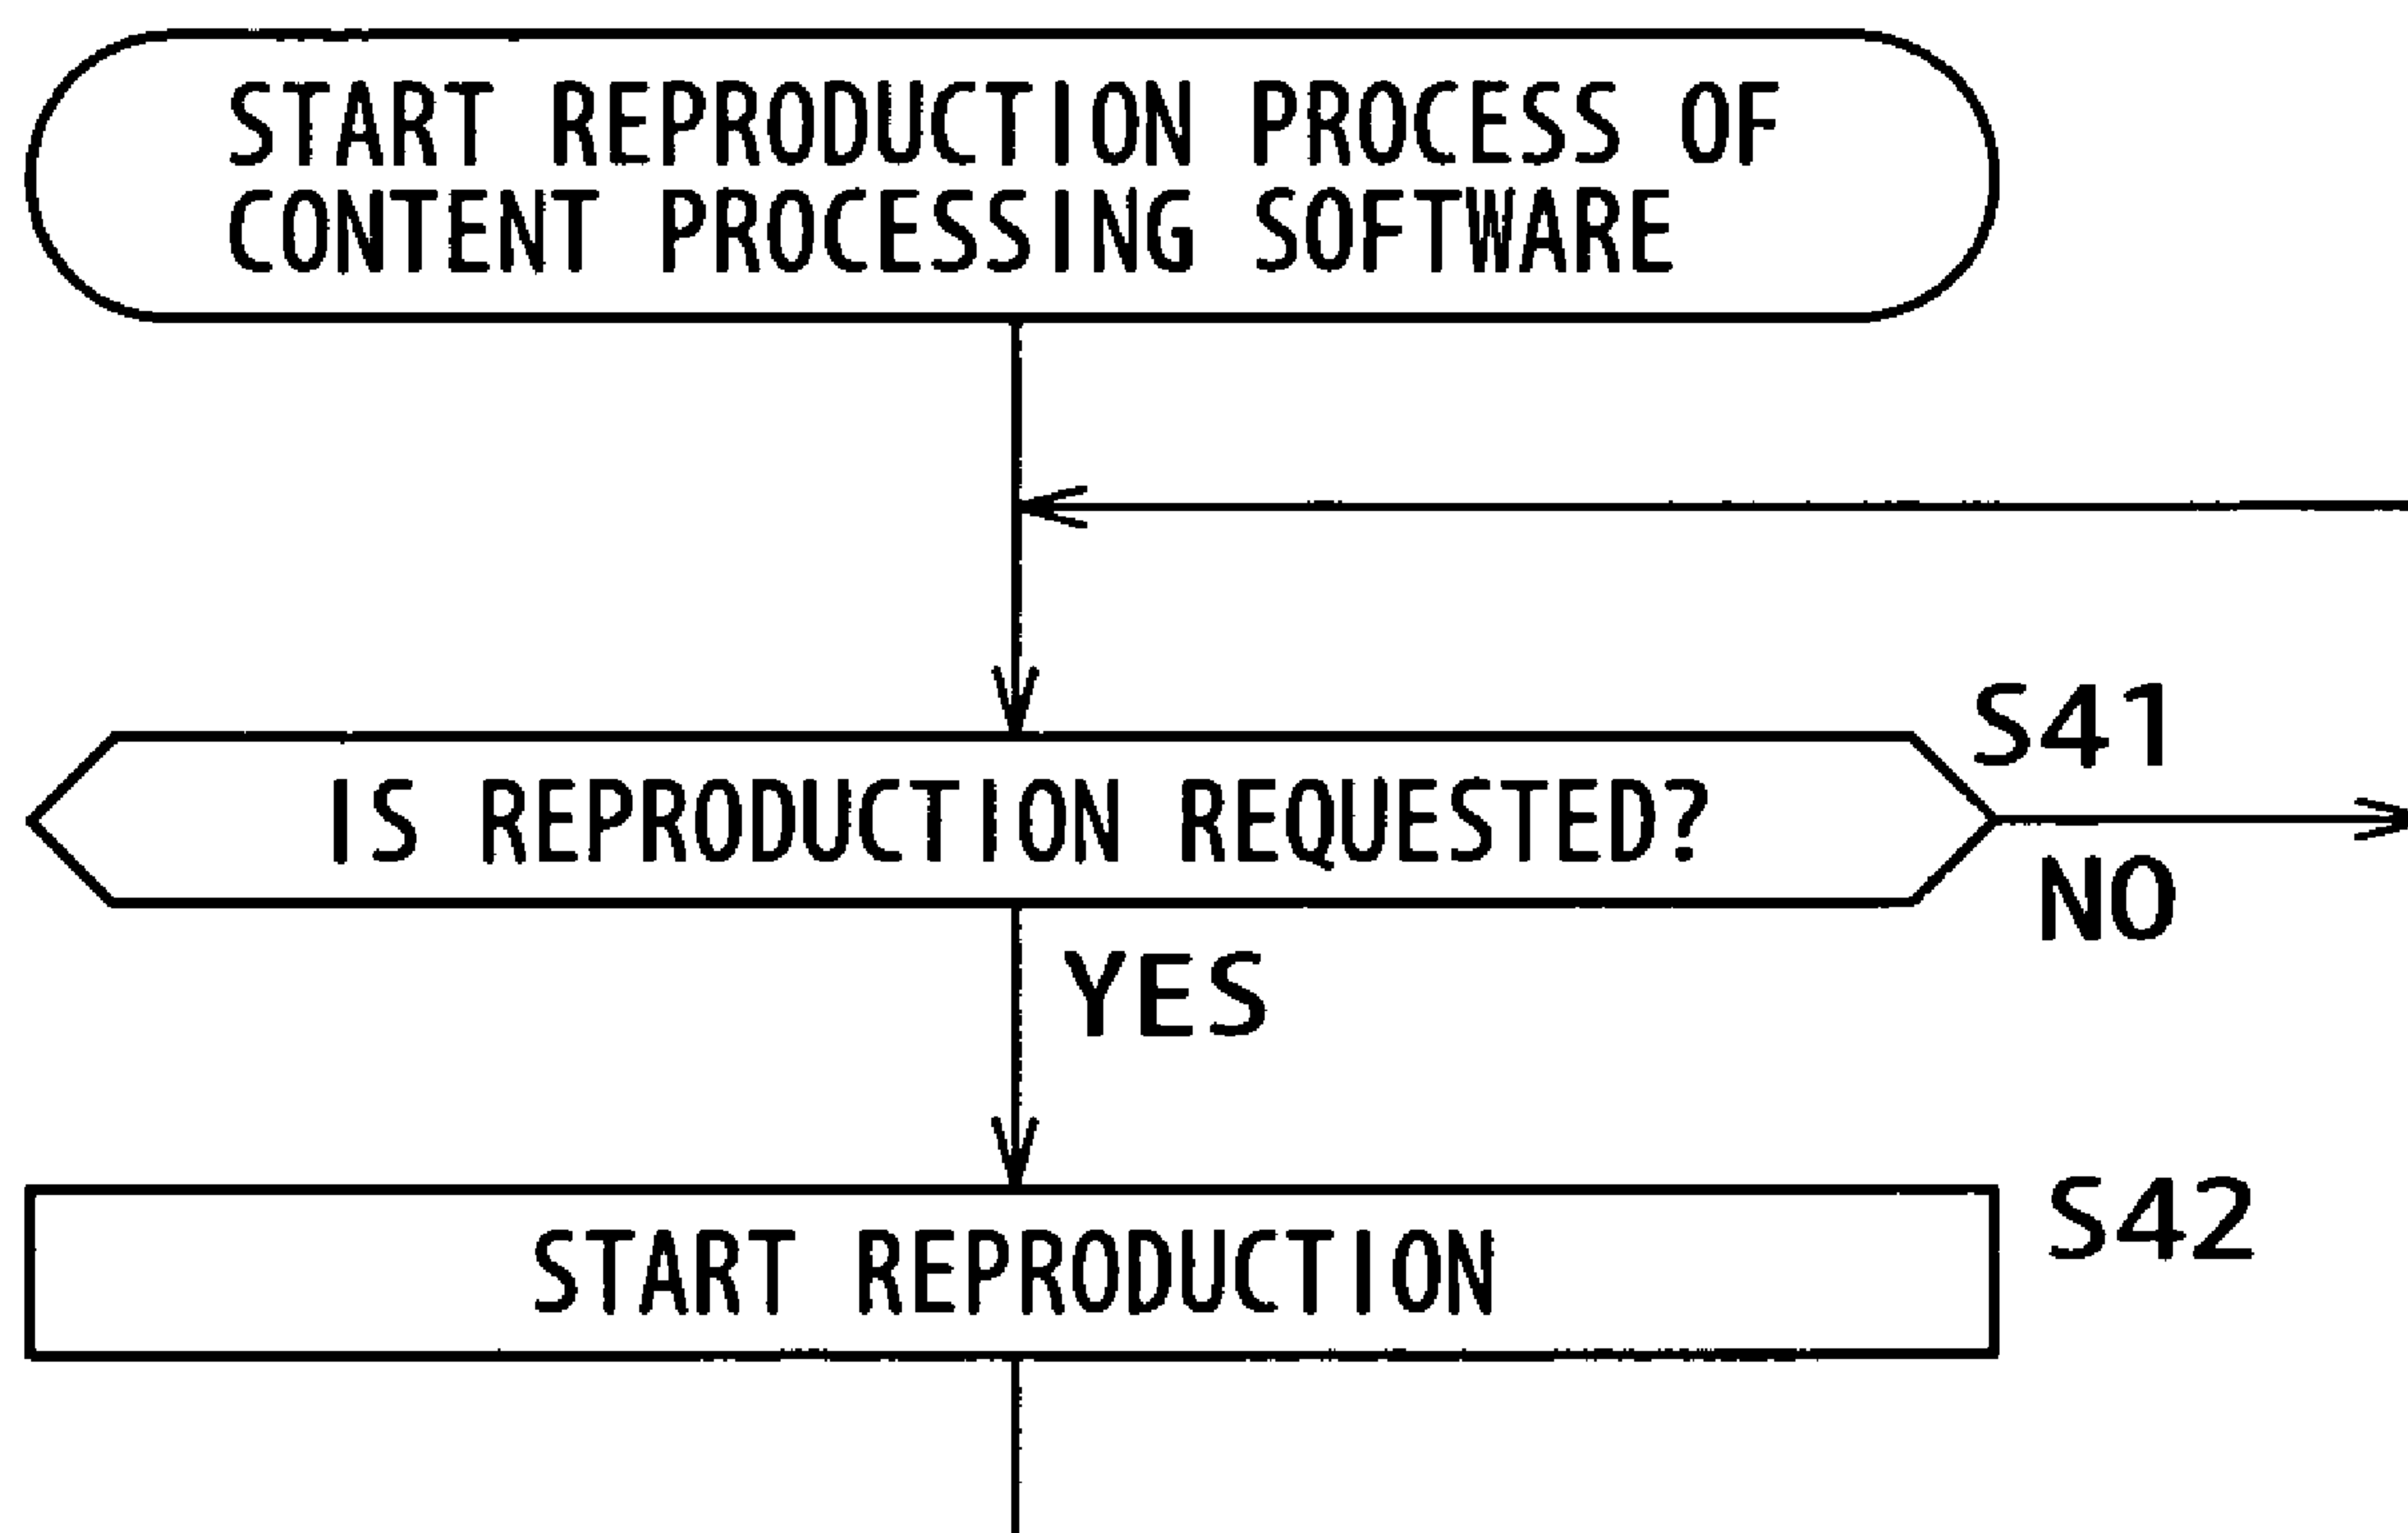 START REPRODUCTION PROCESS OF
CONTENT PROCESSING SOFTWARE
S41
IS REPRODUCTION REQUESTED?
NO
YES
S42
START REPRODUCTION